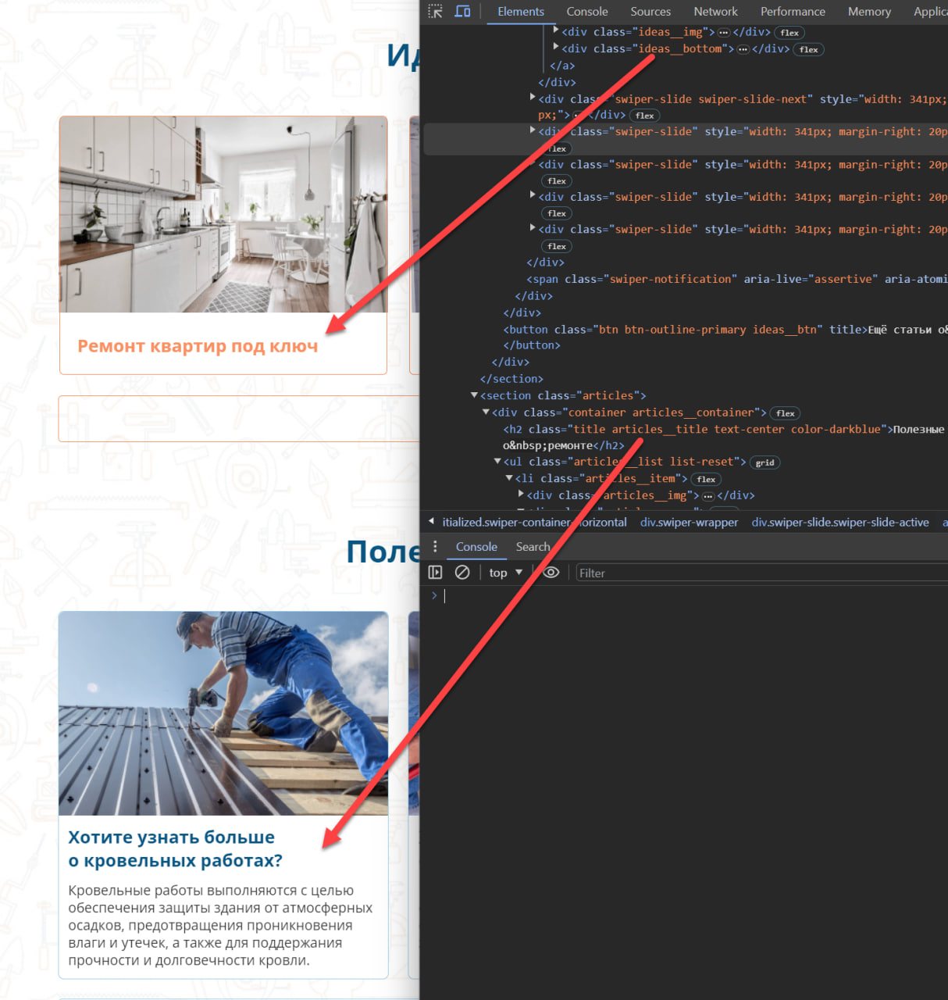 Elements Console Sources Network Performance Memory Applic
<div class="ideas__img"> ⋯ </div> flex
<div class="ideas__bottom"> ⋯ </div> flex
</a>
</div>
<div class="swiper-slide swiper-slide-next" style="width: 341px;
px;"> ⋯ </div> flex
<div class="swiper-slide" style="width: 341px; margin-right: 20p
flex
<div class="swiper-slide" style="width: 341px; margin-right: 20p
flex
<div class="swiper-slide" style="width: 341px; margin-right: 20p
flex
<div class="swiper-slide" style="width: 341px; margin-right: 20p
flex
</div>
<span class="swiper-notification" aria-live="assertive" aria-atomi
</div>
</div>
<button class="btn btn-outline-primary ideas__btn" title>Ещё статьи о&
</button>
</div>
</section>
<section class="articles">
<div class="container articles__container"> flex
<h2 class="title articles__title text-center color-darkblue">Полезные
о&nbsp;ремонте</h2>
<ul class="articles__list list-reset"> grid
<li class="articles__item"> flex
<div class="articles__img"> ⋯ </div>
itialized.swiper-container-horizontal div.swiper-wrapper div.swiper-slide.swiper-slide-active a
Console Search
top Filter
Ид
Ремонт квартир под ключ
Поле
Хотите узнать больше
о кровельных работах?
Кровельные работы выполняются с целью
обеспечения защиты здания от атмосферных
осадков, предотвращения проникновения
влаги и утечек, а также для поддержания
прочности и долговечности кровли.